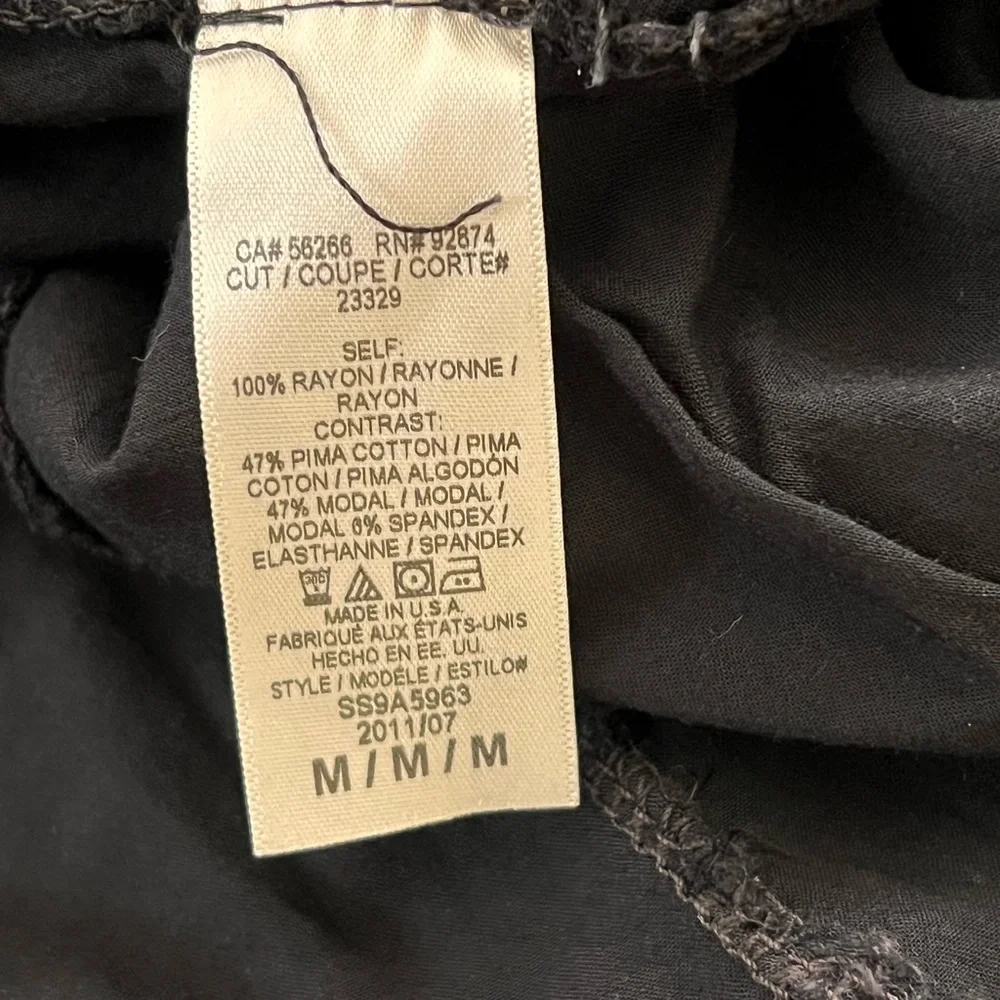 CA# 56266 RN# 92874
CUT / COUPE / CORTE#
23329
SELF:
100% RAYON / RAYONNE /
RAYON
CONTRAST:
47% PIMA COTTON / PIMA
COTON / PIMA ALGODÓN
47% MODAL / MODAL /
MODAL 6% SPANDEX /
ELASTHANNE / SPANDEX
30C
MADE IN U.S.A.
FABRIQUÉ AUX ÉTATS-UNIS
HECHO EN EE. UU.
STYLE / MODÈLE / ESTILO#
SS9A5963
2011/07
M / M / M